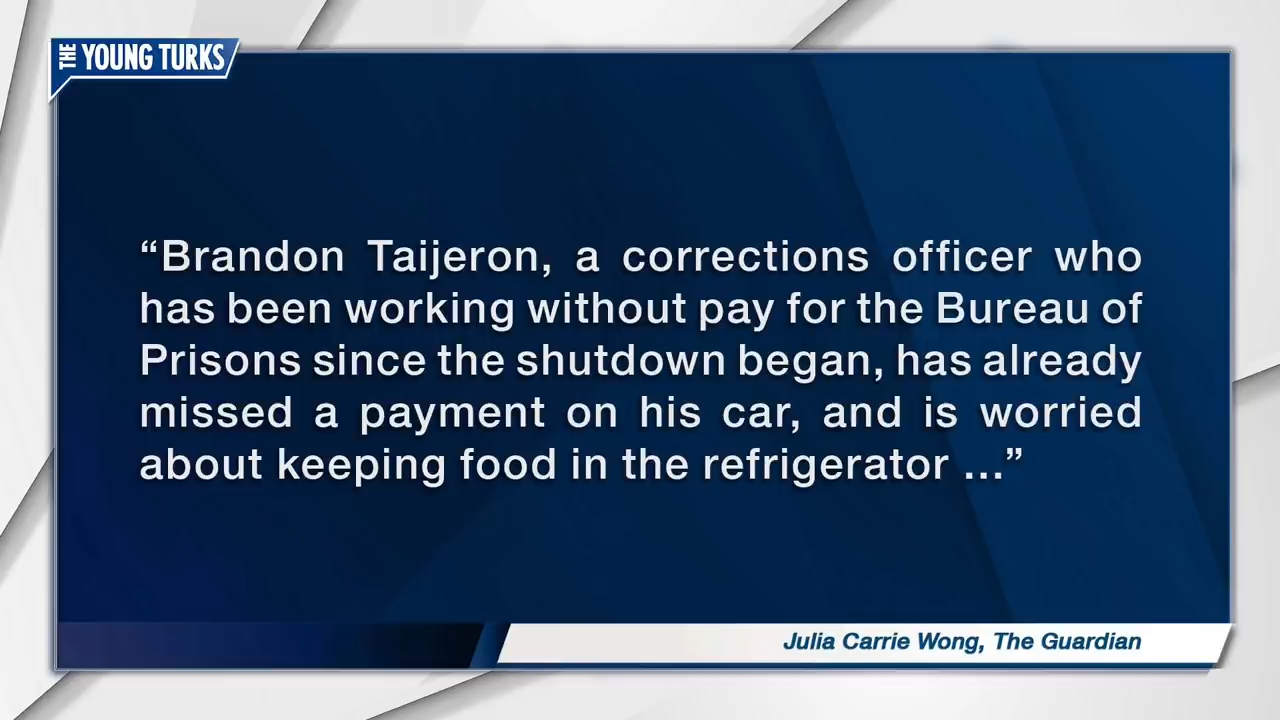 THE YOUNG TURKS
“Brandon Taijeron, a corrections officer who
has been working without pay for the Bureau of
Prisons since the shutdown began, has already
missed a payment on his car, and is worried
about keeping food in the refrigerator ...”
Julia Carrie Wong, The Guardian